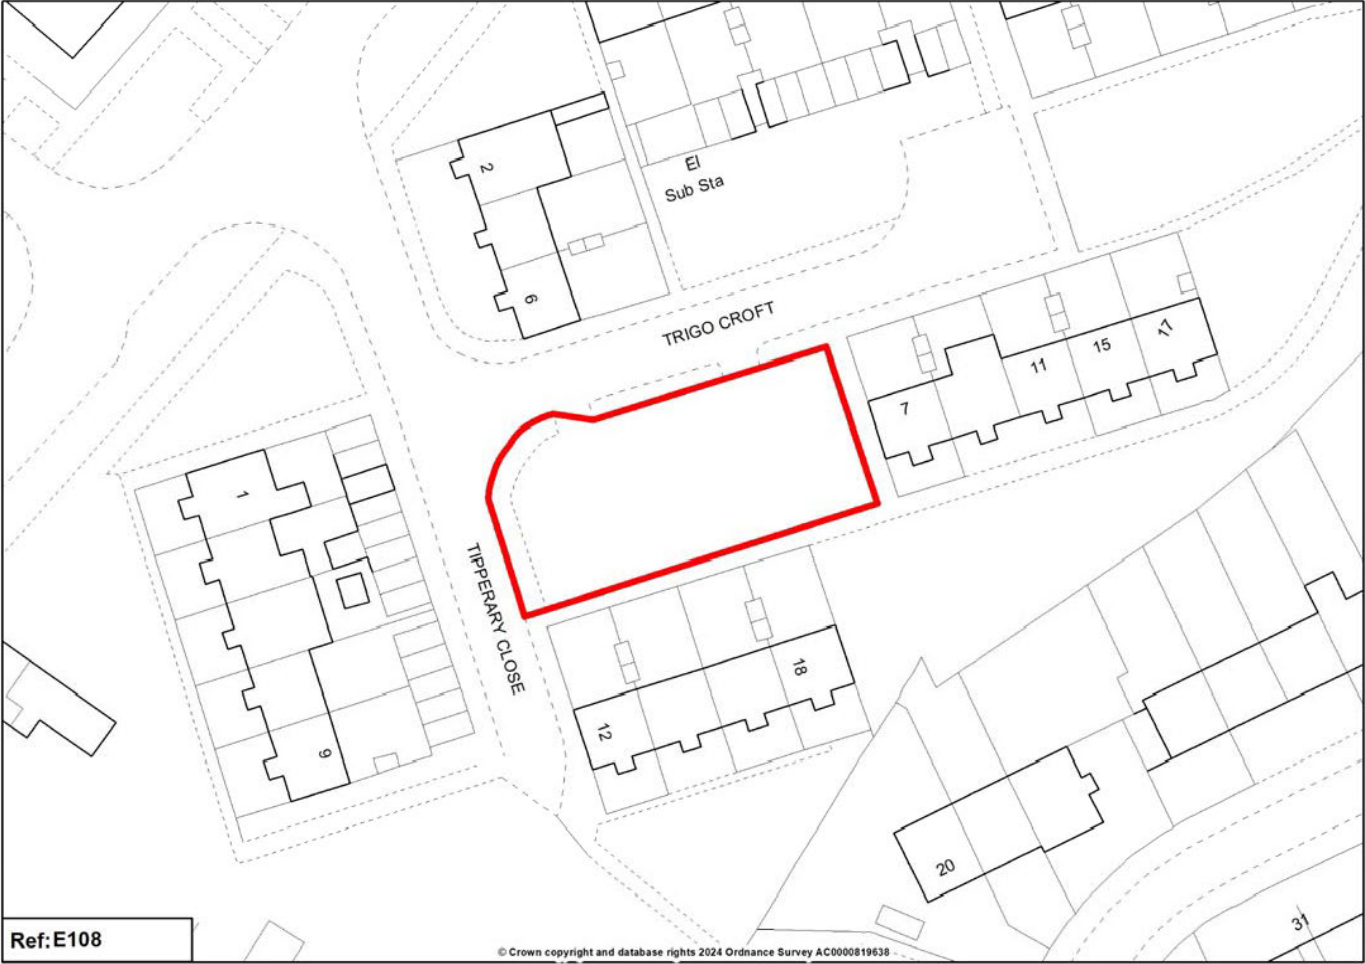 2
El
Sub Sta
6
TRIGO CROFT
17
15
11
7
1
TIPPERARY CLOSE
18
12
9
20
31
Ref:E108
© Crown copyright and database rights 2024 Ordnance Survey AC0000819638